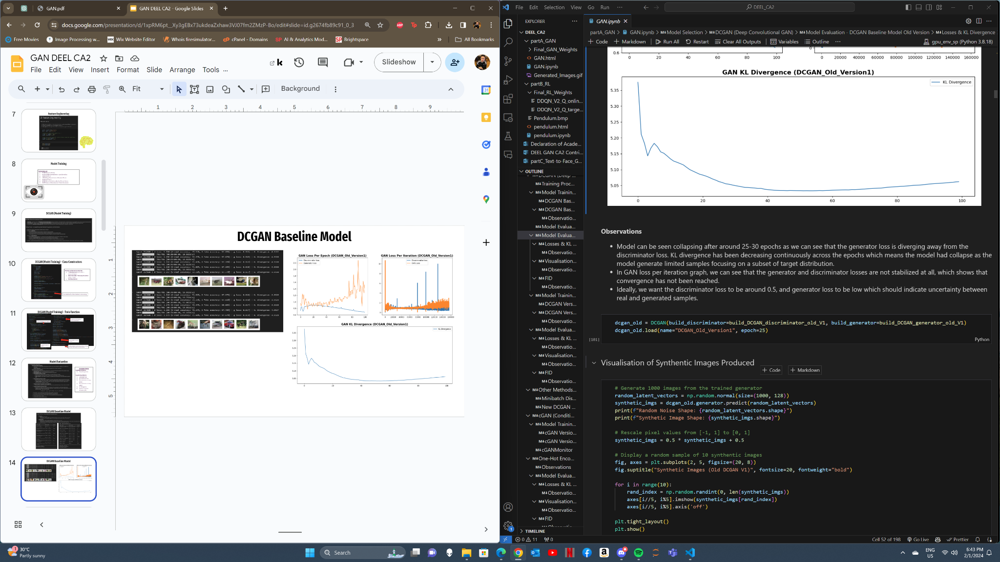 GAN.pdf
GAN DEEL CA2 - Google Slides
docs.google.com/presentation/d/1xpRM6pt__Xy3gEBx73ukdeaZxhaw3VJ07fm2ZMzP-Bo/edit#slide=id.g2674fb89c91_0_3
Free Movies
Image Processing w...
Wix Website Editor
Whois firesimulator...
cPanel - Domains
AI & Analytics Mod...
Brightspace
All Bookmarks
GAN DEEL CA2
File Edit View Insert Format Slide Arrange Tools ...
Slideshow
Fit
Background
1 2 3 4 5 6 7 8 9
7
Feature Engineering
8
Model Training
9
DCGAN (Model Training)
10
DCGAN (Model Training) - Class Constructors
11
DCGAN (Model Training) - Train Function
12
Model Evaluation
13
DCGAN Baseline Model
14
DCGAN Baseline Model
DCGAN Baseline Model
GAN Loss Per Epoch (DCGAN_Old_Version1)
GAN Loss Per Iteration (DCGAN_Old_Version1)
GAN KL Divergence (DCGAN_Old_Version1)
File Edit Selection View Go Run ...
DEEL_CA2
EXPLORER
DEEL_CA2
partA_GAN
Final_GAN_Weights
GAN.html
GAN.ipynb
Generated_Images.gif
partB_RL
Final_RL_Weights
DDQN_V2_Q_onlin...
DDQN_V2_Q_targe...
Pendulum.bmp
pendulum.html
pendulum.ipynb
Declaration of Acade...
DEEL GAN CA2 Contri...
partC_Text-to-Face_G...
OUTLINE
Training Proc...
Model Trainin...
DCGAN Bas...
DCGAN Bas...
Observatio...
Model Evalua...
Model Evalua...
Losses & KL ...
Observatio...
Visualisation...
Observatio...
FID
Observatio...
Model Trainin...
DCGAN Vers...
DCGAN Vers...
Observatio...
Model Evalua...
Losses & KL ...
Observatio...
Visualisation...
Observatio...
FID
Observatio...
Other Methods...
Minibatch Dis...
New DCGAN ...
cGAN (Conditi...
Model Trainin...
cGAN Versio...
cGAN Versio...
cGANMonitor
One-Hot Enco...
Observations
Model Evalua...
Losses & KL ...
Observatio...
Visualisation...
Observatio...
FID
TIMELINE
GAN.ipynb
partA_GAN > GAN.ipynb > Model Selection > DCGAN (Deep Convolutional GAN) > Model Evaluation - DCGAN Baseline Model Old Version > Losses & KL Divergence
Code Markdown Run All Restart Clear All Outputs Variables Outline ... gpu_env_sp (Python 3.8.18)
0.6
0 20 40 60 80 100
0
0 20000 40000 60000 80000 100000 120000 140000 160000
GAN KL Divergence (DCGAN_Old_Version1)
KL Divergence
5.35
5.30
5.25
5.20
5.15
5.10
5.05
0 20 40 60 80 100
Observations
• Model can be seen collapsing after around 25-30 epochs as we can see that the generator loss is diverging away from the
discriminator loss. KL divergence has been decreasing continuously across the epochs which means the model had collapse as the
model generate limited samples focusing on a subset of target distribution.
• In GAN loss per iteration graph, we can see that the generator and discriminator losses are not stabilized at all, which shows that
convergence has not been reached.
• Ideally, we want the discriminator loss to be around 0.5, and generator loss to be low which should indicate uncertainty between
real and generated samples.
dcgan_old = DCGAN(build_discriminator=build_DCGAN_discriminator_old_V1, build_generator=build_DCGAN_generator_old_V1)
dcgan_old.load(name="DCGAN_Old_Version1", epoch=25)
[101]
Python
Visualisation of Synthentic Images Produced
Code Markdown
# Generate 1000 images from the trained generator
random_latent_vectors = np.random.normal(size=(1000, 128))
synthetic_imgs = dcgan_old.generator.predict(random_latent_vectors)
print(f"Random Noise Shape: {random_latent_vectors.shape}")
print(f"Synthetic Image Shape: {synthetic_imgs.shape}")
# Rescale pixel values from [-1, 1] to [0, 1]
synthetic_imgs = 0.5 * synthetic_imgs + 0.5
# Display a random sample of 10 synthentic images
fig, axes = plt.subplots(2, 5, figsize=(20, 8))
fig.suptitle("Synthetic Images (Old DCGAN V1)", fontsize=20, fontweight="bold")
for i in range(10):
rand_index = np.random.randint(0, len(synthetic_imgs))
axes[i//5, i%5].imshow(synthetic_imgs[rand_index])
axes[i//5, i%5].axis('off')
plt.tight_layout()
plt.show()
0 11 0
Cell 52 of 198 Go Live Prettier
30°C
Partly sunny
Search
ENG
US
6:43 PM
2/1/2024